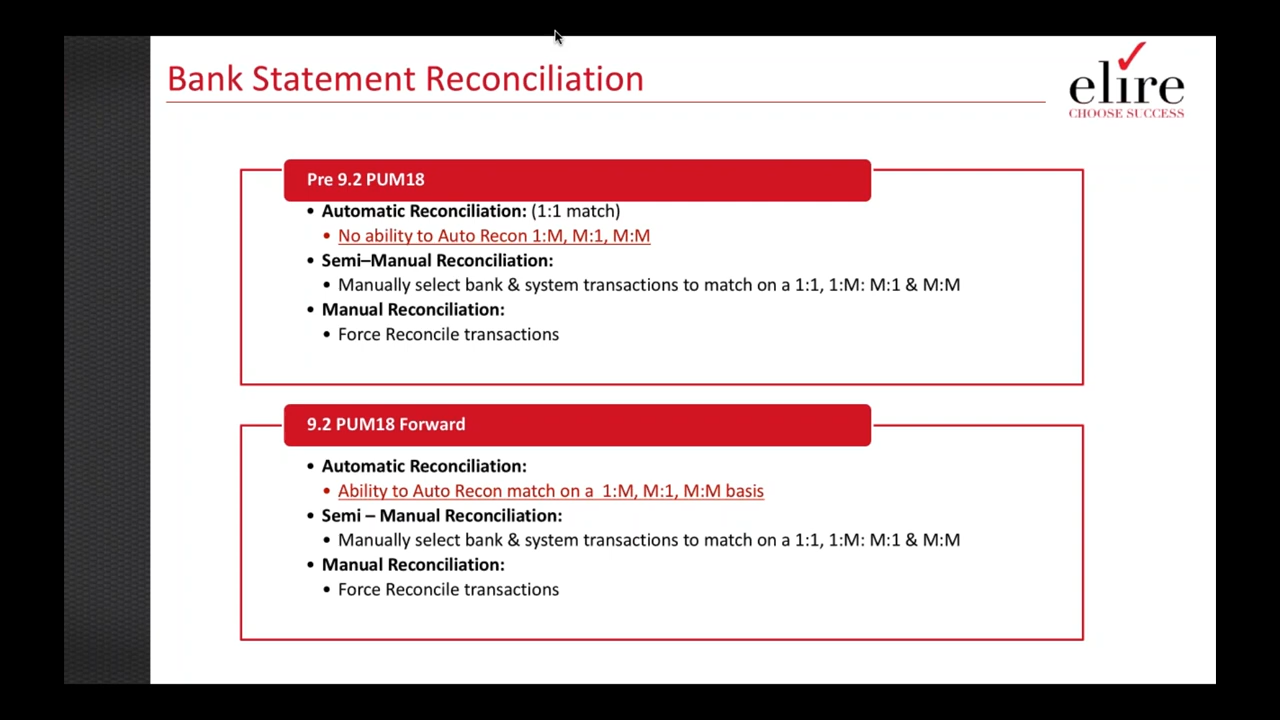 Bank Statement Reconciliation
elire
CHOOSE SUCCESS
Pre 9.2 PUM18
• Automatic Reconciliation: (1:1 match)
• No ability to Auto Recon 1:M, M:1, M:M
• Semi–Manual Reconciliation:
• Manually select bank & system transactions to match on a 1:1, 1:M: M:1 & M:M
• Manual Reconciliation:
• Force Reconcile transactions
9.2 PUM18 Forward
• Automatic Reconciliation:
• Ability to Auto Recon match on a  1:M, M:1, M:M basis
• Semi – Manual Reconciliation:
• Manually select bank & system transactions to match on a 1:1, 1:M: M:1 & M:M
• Manual Reconciliation:
• Force Reconcile transactions